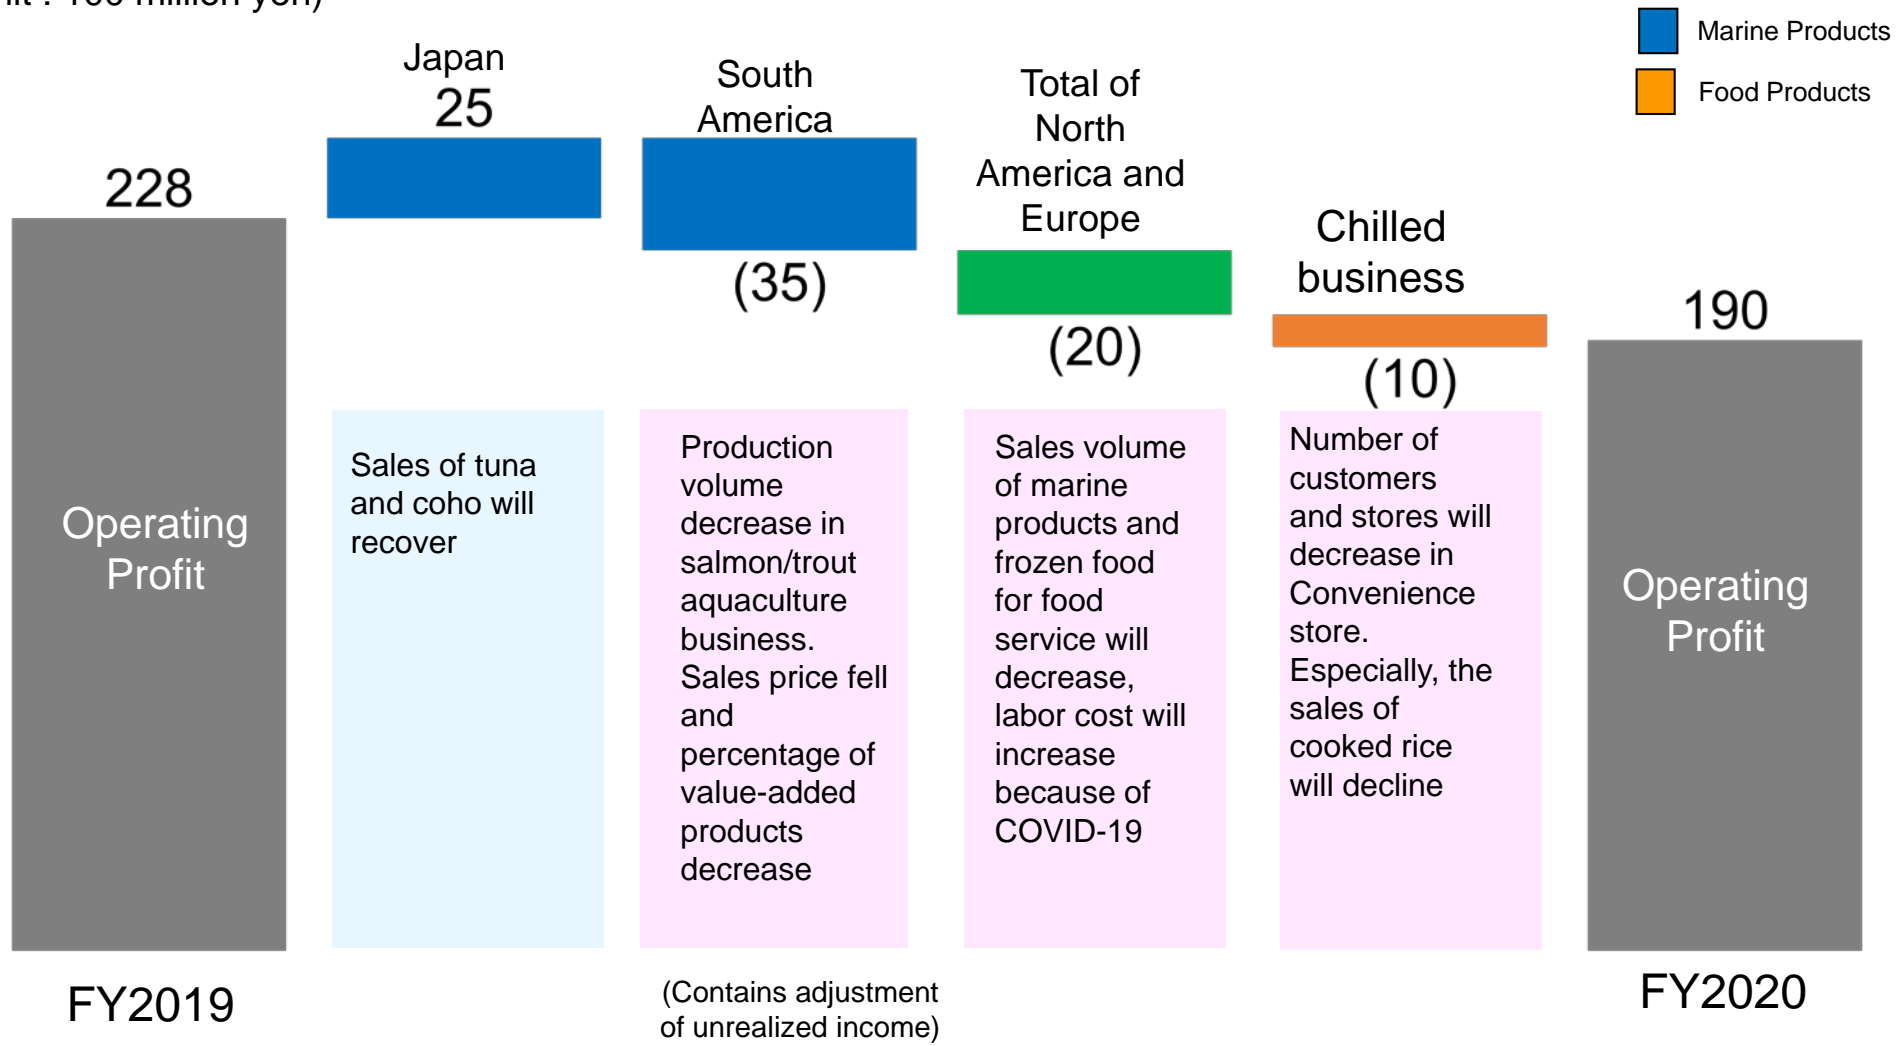 Marine Products
Food Products
228
Operating
Profit
FY2019
Japan
25
Sales of tuna
and coho will
recover
South
America
(35)
Production
volume
decrease in
salmon/trout
aquaculture
business.
Sales price fell
and
percentage of
value-added
products
decrease
(Contains adjustment
of unrealized income)
Total of
North
America and
Europe
(20)
Sales volume
of marine
products and
frozen food
for food
service will
decrease,
labor cost will
increase
because of
COVID-19
Chilled
business
(10)
Number of
customers
and stores will
decrease in
Convenience
store.
Especially, the
sales of
cooked rice
will decline
190
Operating
Profit
FY2020